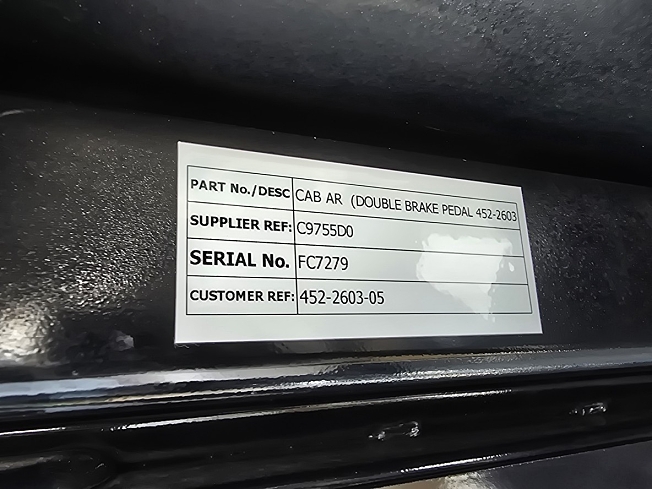 PART No./DESC CAB AR (DOUBLE BRAKE PEDAL 452-2603
SUPPLIER REF: C9755D0
SERIAL No. FC7279
CUSTOMER REF: 452-2603-05